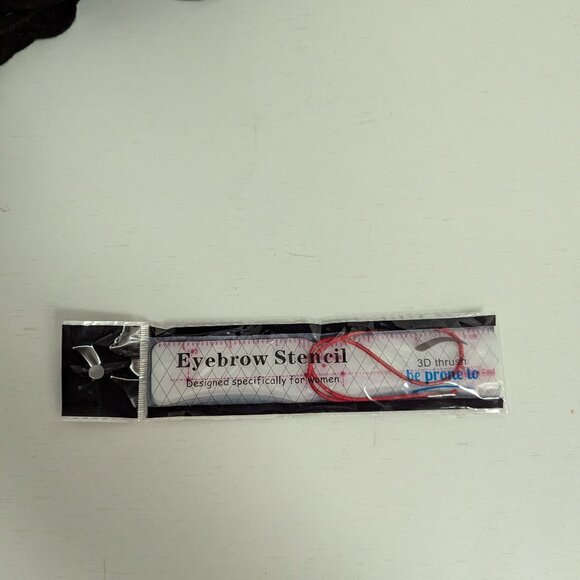 Eyebrow Stencil
Designed specifically for women
3D thrush
be prone to